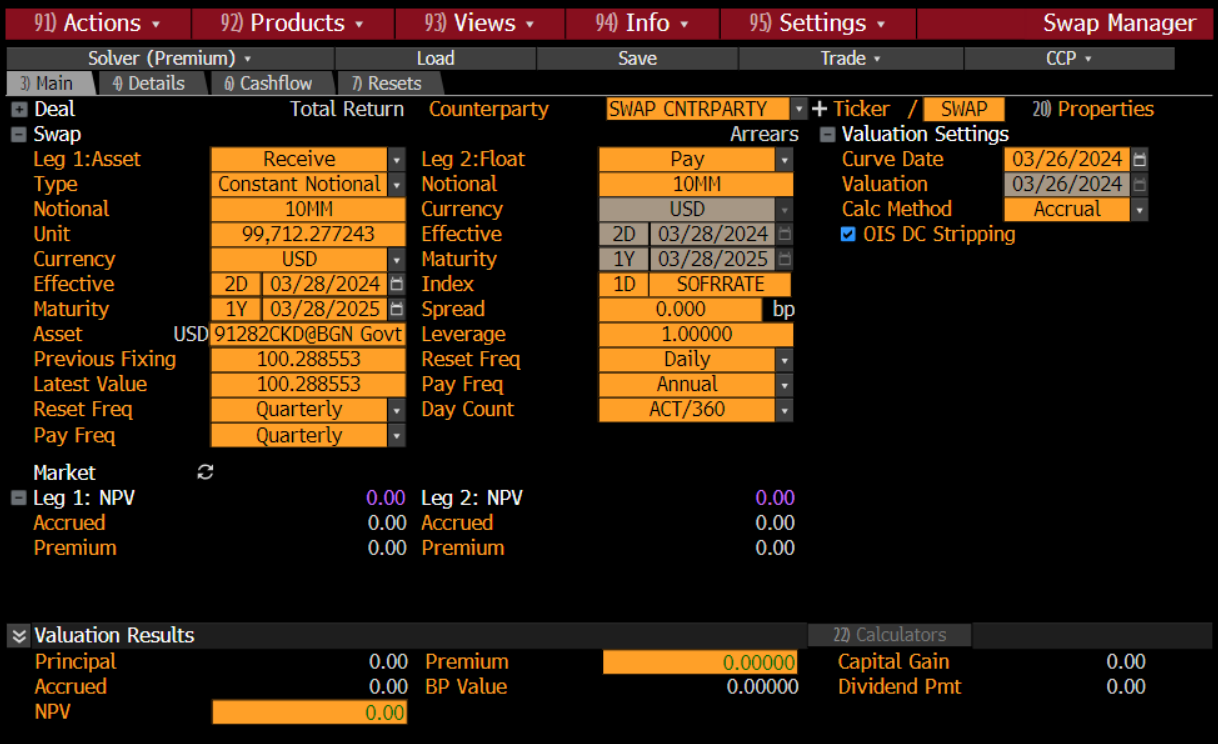 91) Actions 92) Products 93) Views 94) Info 95) Settings Swap Manager
Solver (Premium) Load Save Trade CCP
3) Main 4) Details 6) Cashflow 7) Resets
Deal Total Return Counterparty SWAP CNTRPARTY Ticker / SWAP 20) Properties
Swap Arrears Valuation Settings
Leg 1:Asset Receive Leg 2:Float Pay Curve Date 03/26/2024
Type Constant Notional Notional 10MM Valuation 03/26/2024
Notional 10MM Currency USD Calc Method Accrual
Unit 99,712.277243 Effective 2D 03/28/2024 OIS DC Stripping
Currency USD Maturity 1Y 03/28/2025
Effective 2D 03/28/2024 Index 1D SOFRRATE
Maturity 1Y 03/28/2025 Spread 0.000 bp
Asset USD 91282CKD@BGN Govt Leverage 1.00000
Previous Fixing 100.288553 Reset Freq Daily
Latest Value 100.288553 Pay Freq Annual
Reset Freq Quarterly Day Count ACT/360
Pay Freq Quarterly
Market
Leg 1: NPV 0.00 Leg 2: NPV 0.00
Accrued 0.00 Accrued 0.00
Premium 0.00 Premium 0.00
Valuation Results 22) Calculators
Principal 0.00 Premium 0.00000 Capital Gain 0.00
Accrued 0.00 BP Value 0.00000 Dividend Pmt 0.00
NPV 0.00